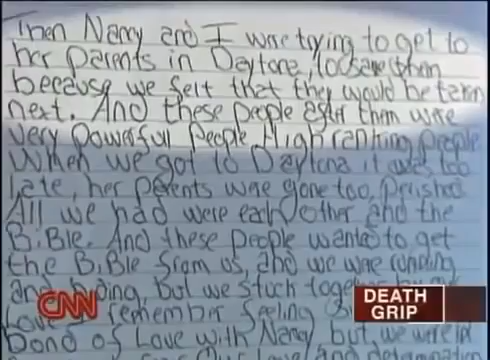 Then Nancy and I were trying to get to
her parents in Daytona, to save them
because we felt that they would be taken
next. And these people after them were
very powerful people High ranking people
When we got to Daytona it was too
late, her parents were gone too, perished
All we had were each other and the
BiBle. And these people wanted to get
the BiBle from us, and we were running
and hiding, but we stuck together by our
Love I remember feeling
Bond of Love with Nancy but we were in
CNN
DEATH
GRIP